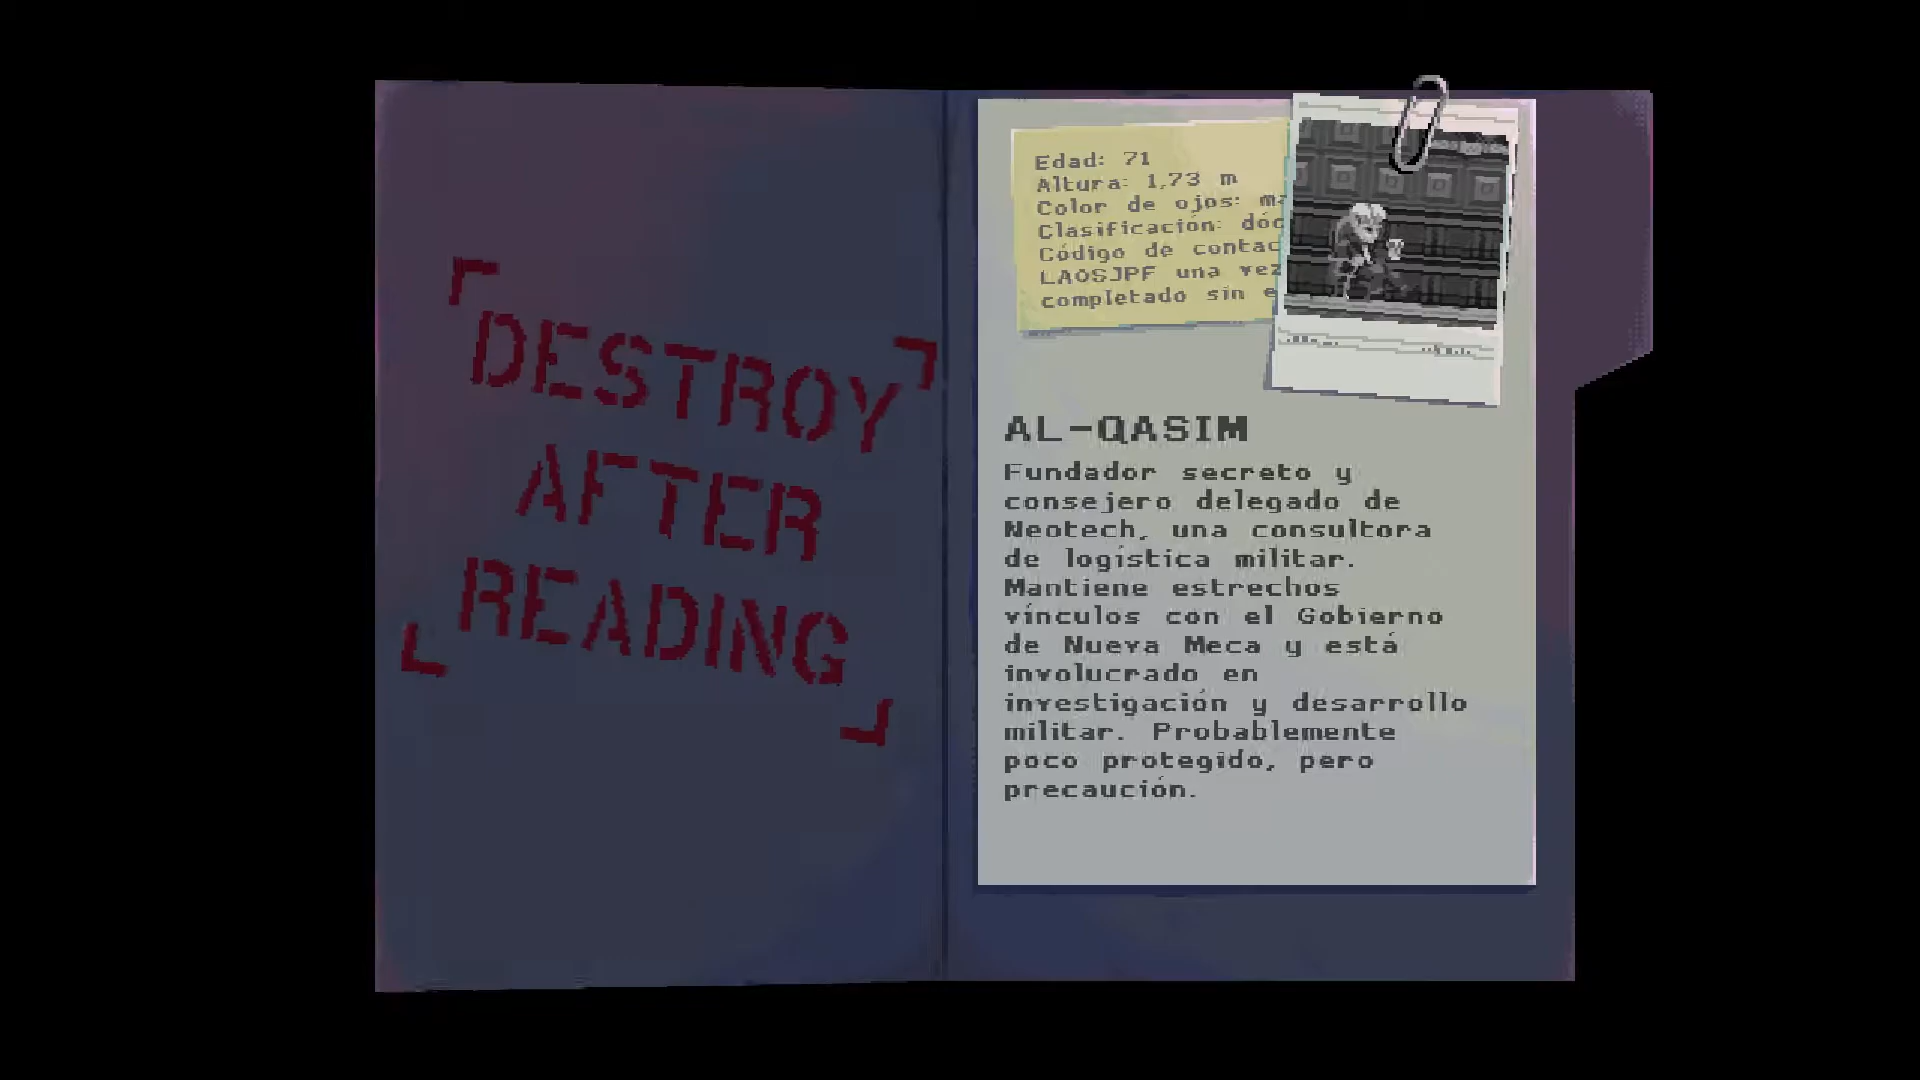 DESTROY
AFTER
READING
Edad: 71
Altura: 1,73 m
Color de ojos:
Clasificación:
Código de
LAOSJPF una vez
completado sin
AL-QASIM
Fundador secreto y
consejero delegado de
Neotech, una consultora
de logística militar.
Mantiene estrechos
vínculos con el Gobierno
de Nueva Meca y está
involucrado en
investigación y desarrollo
militar. Probablemente
poco protegido, pero
precaución.